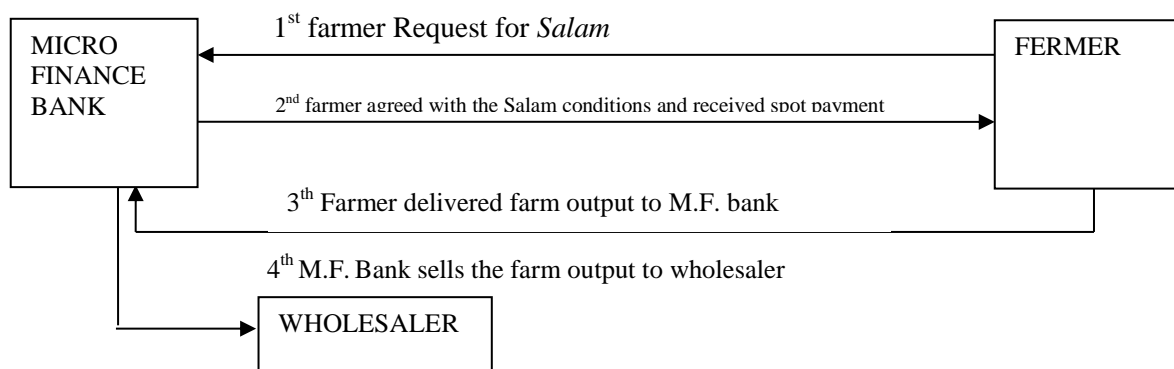 1st farmer Request for Salam
MICRO
FINANCE
BANK
FERMER
2nd farmer agreed with the Salam conditions and received spot payment
3th Farmer delivered farm output to M.F. bank
4th M.F. Bank sells the farm output to wholesaler
WHOLESALER